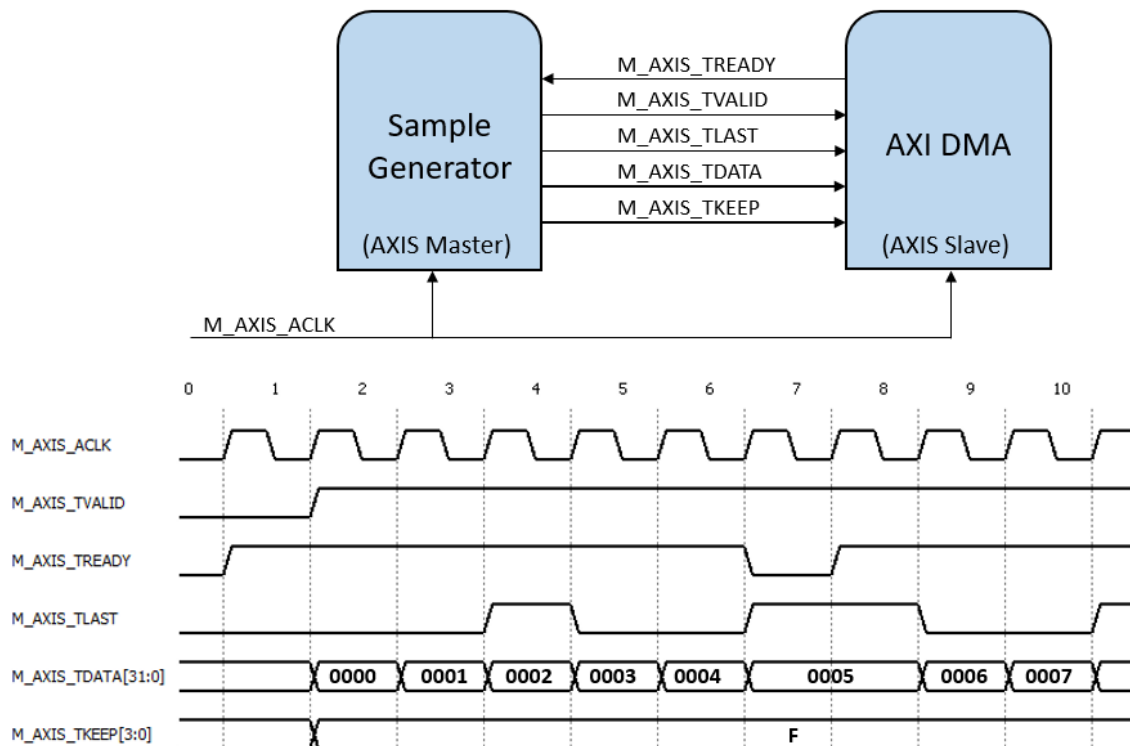 M_AXIS_TREADY
M_AXIS_TVALID
Sample
Generator
M_AXIS_TLAST
AXI DMA
M_AXIS_TDATA
M_AXIS_TKEEP
(AXIS Master)
(AXIS Slave)
M_AXIS_ACLK
0 1 2 3 4 5 6 7 8 9 10
M_AXIS_ACLK
M_AXIS_TVALID
M_AXIS_TREADY
M_AXIS_TLAST
M_AXIS_TDATA[31:0] 0000 0001 0002 0003 0004 0005 0006 0007
M_AXIS_TKEEP[3:0] F